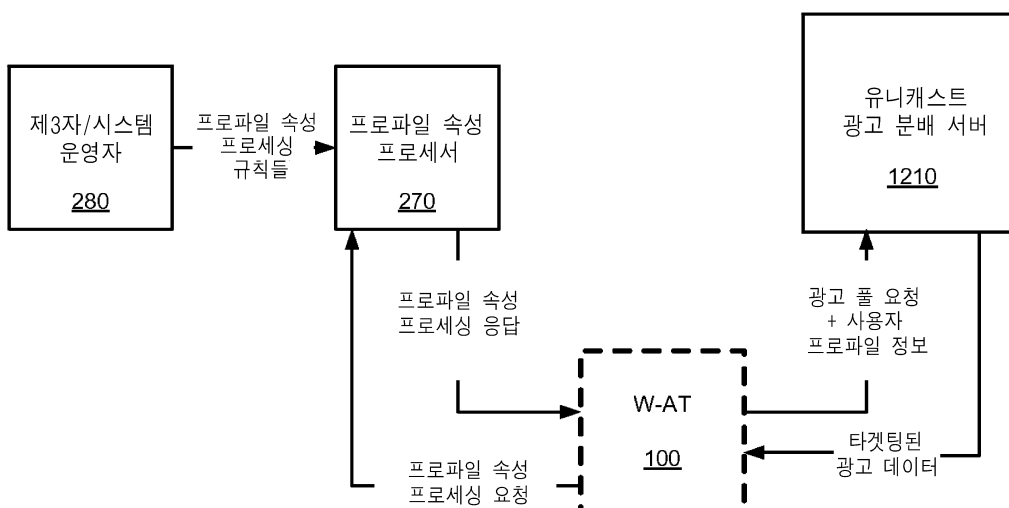 제3자/시스템
운영자
280
프로파일 속성
프로세싱
규칙들
프로파일 속성
프로세서
270
유니캐스트
광고 분배 서버
1210
프로파일 속성
프로세싱 응답
광고 풀 요청
+ 사용자
프로파일 정보
W-AT
100
타겟팅된
광고 데이터
프로파일 속성
프로세싱 요청